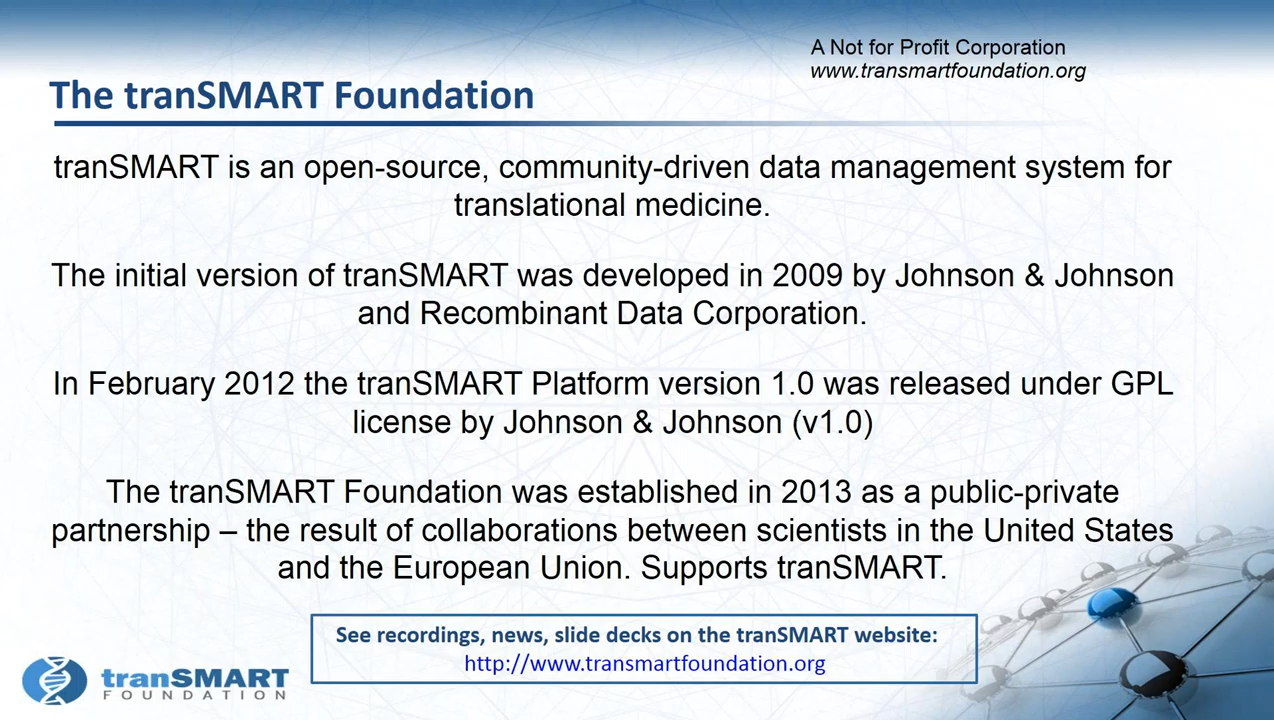 A Not for Profit Corporation
www.transmartfoundation.org
The tranSMART Foundation
tranSMART is an open-source, community-driven data management system for
translational medicine.
The initial version of tranSMART was developed in 2009 by Johnson & Johnson
and Recombinant Data Corporation.
In February 2012 the tranSMART Platform version 1.0 was released under GPL
license by Johnson & Johnson (v1.0)
The tranSMART Foundation was established in 2013 as a public-private
partnership – the result of collaborations between scientists in the United States
and the European Union. Supports tranSMART.
See recordings, news, slide decks on the tranSMART website:
http://www.transmartfoundation.org
tranSMART
FOUNDATION